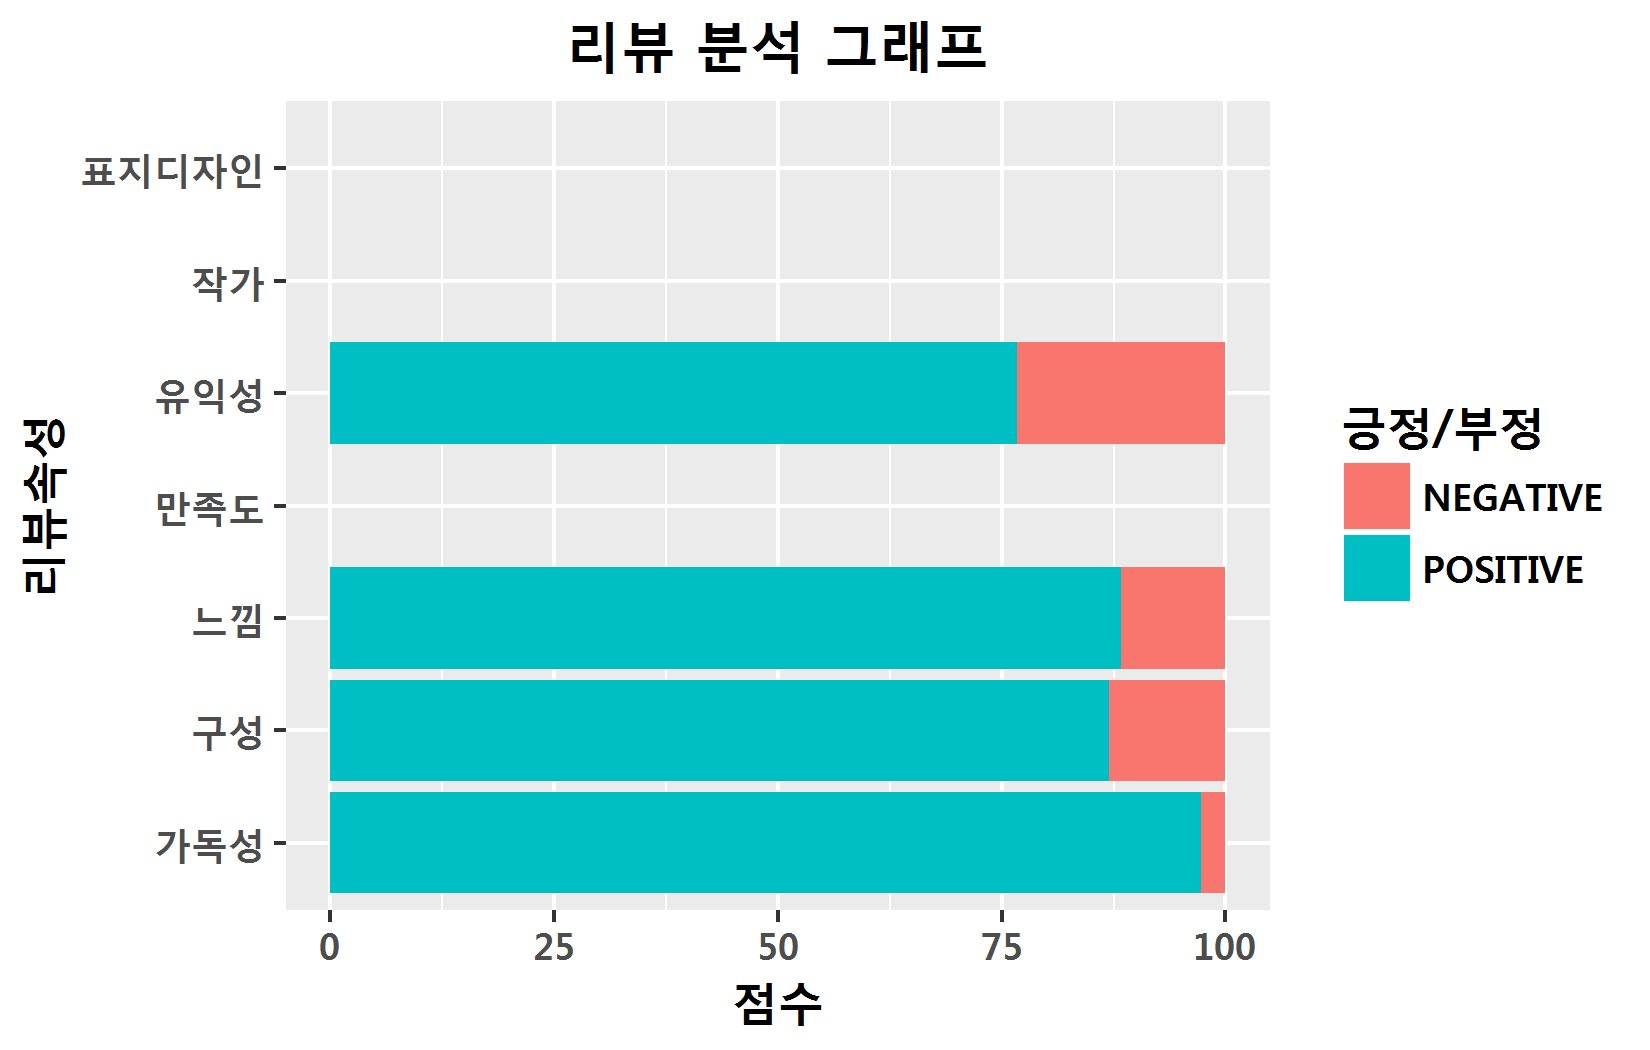 리뷰 분석 그래프
표지디자인
작가
유익성
만족도
느낌
구성
가독성
리뷰속성
0 25 50 75 100
점수
긍정/부정
NEGATIVE
POSITIVE